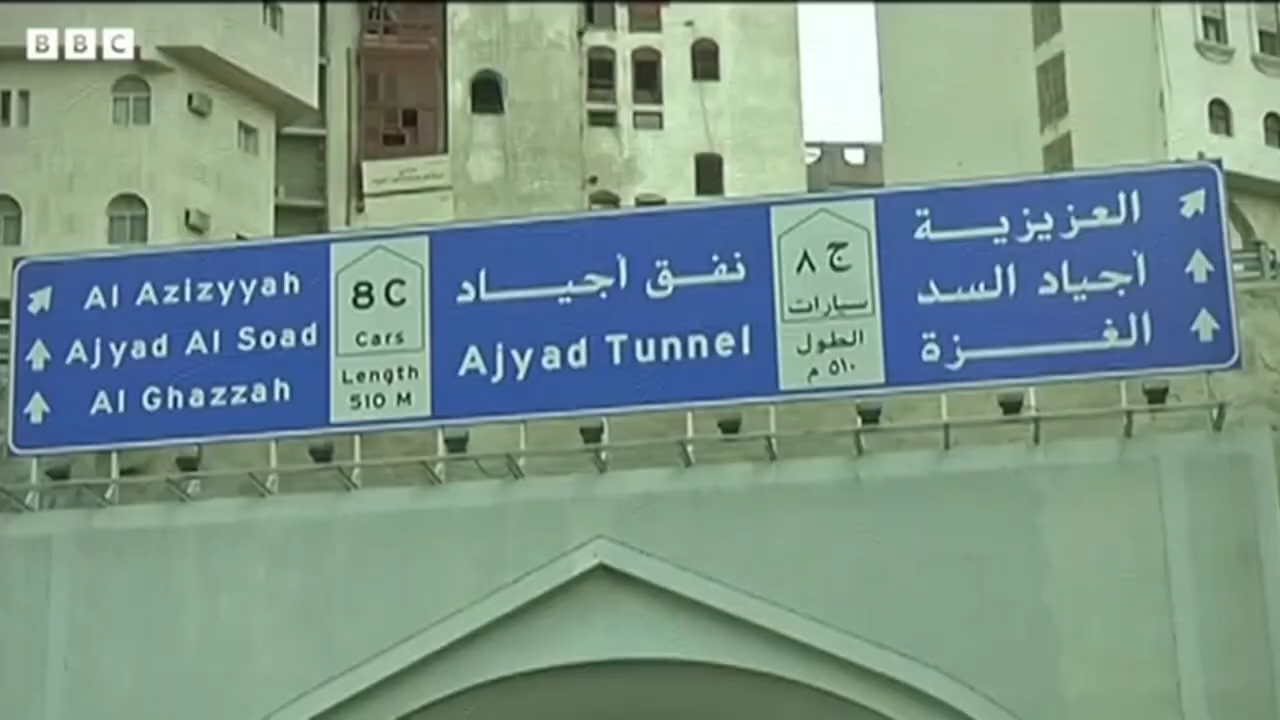 BBC
Al Azizyyah
Ajyad Al Soad
Al Ghazzah
8 C
Cars
Length
510 M
نفق أجياد
Ajyad Tunnel
ج ٨
سيارات
الطول
٥١٠ م
العزيزية
أجياد السد
الغزة